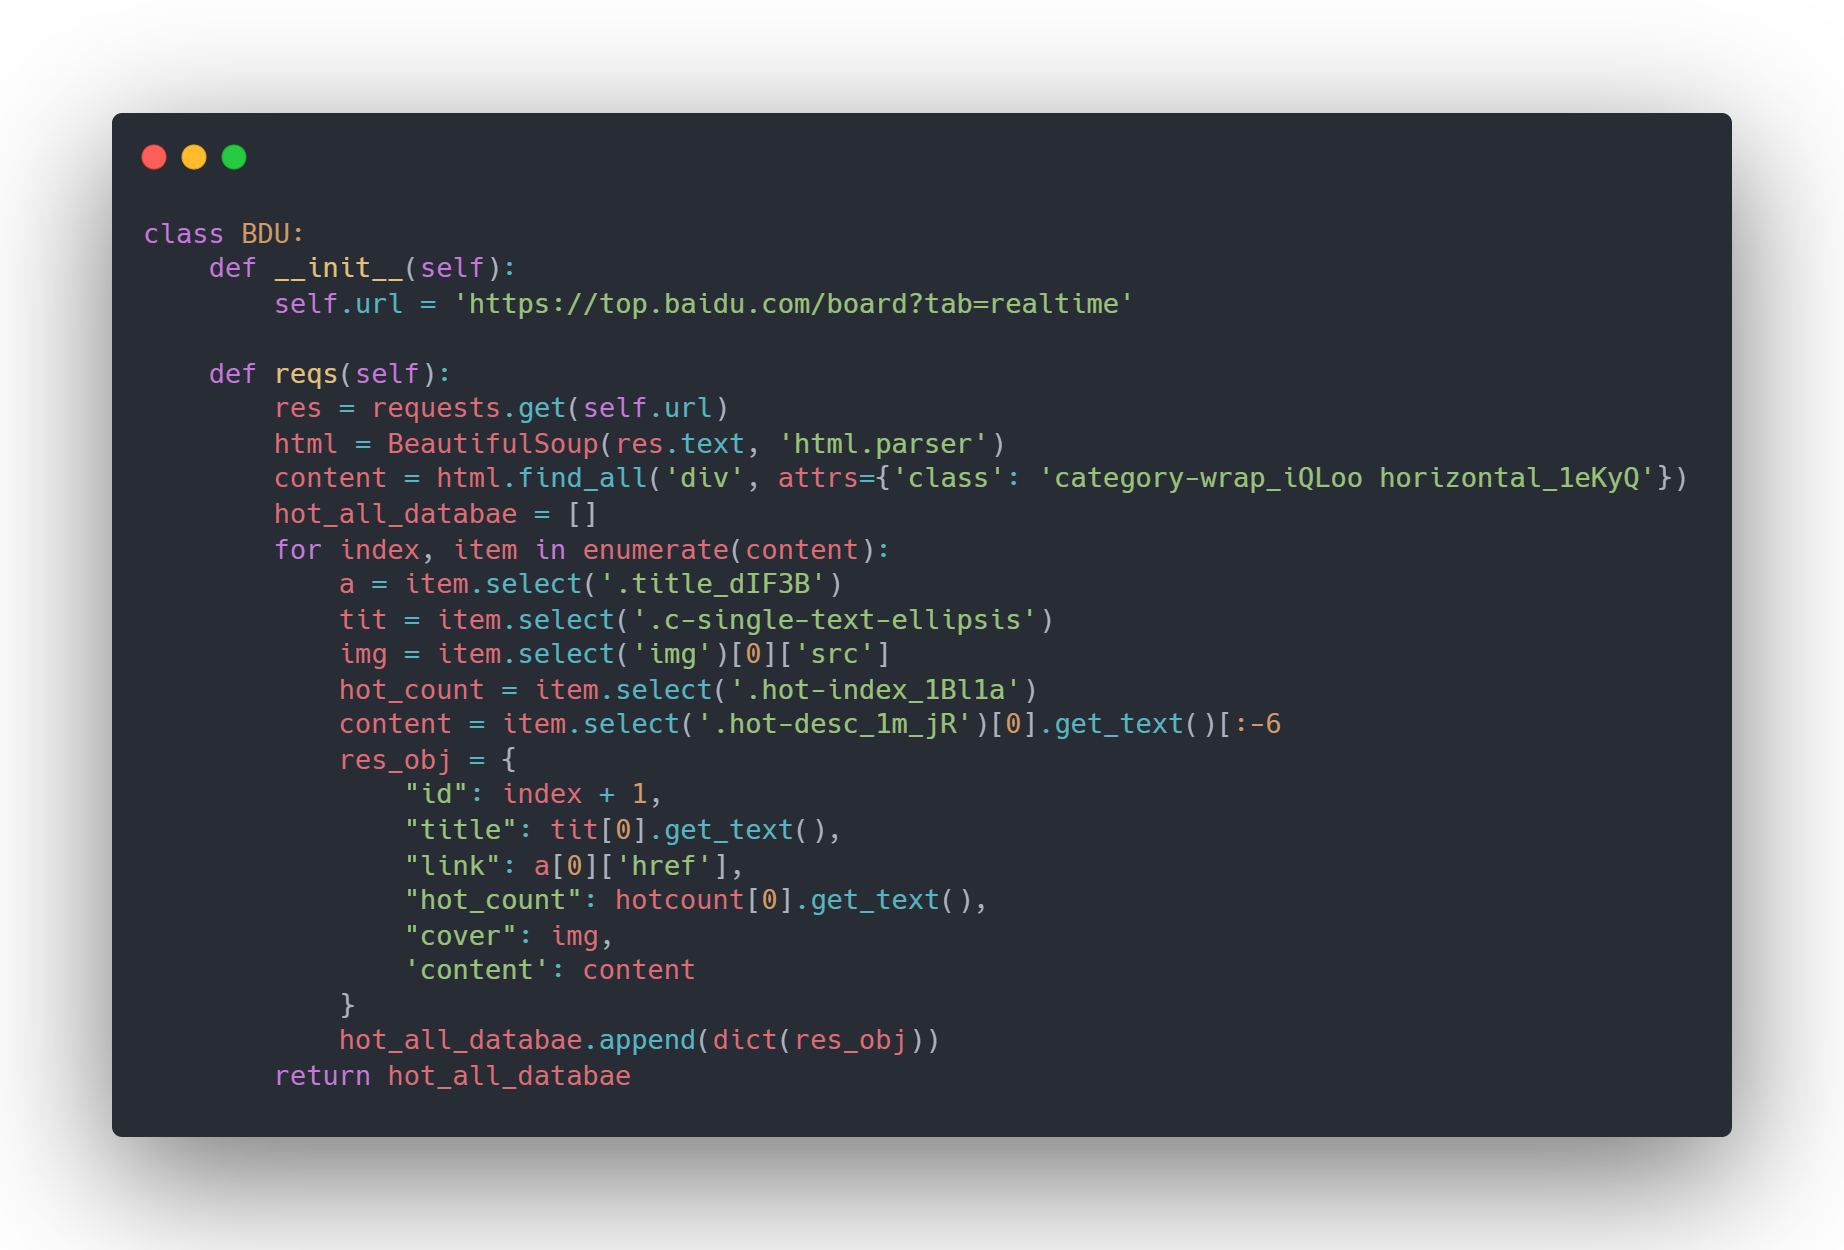 class BDU:
    def __init__(self):
        self.url = 'https://top.baidu.com/board?tab=realtime'

    def reqs(self):
        res = requests.get(self.url)
        html = BeautifulSoup(res.text, 'html.parser')
        content = html.find_all('div', attrs={'class': 'category-wrap_iQLoo horizontal_1eKyQ'})
        hot_all_databae = []
        for index, item in enumerate(content):
            a = item.select('.title_dIF3B')
            tit = item.select('.c-single-text-ellipsis')
            img = item.select('img')[0]['src']
            hot_count = item.select('.hot-index_1Bl1a')
            content = item.select('.hot-desc_1m_jR')[0].get_text()[:-6
            res_obj = {
                "id": index + 1,
                "title": tit[0].get_text(),
                "link": a[0]['href'],
                "hot_count": hotcount[0].get_text(),
                "cover": img,
                'content': content
            }
            hot_all_databae.append(dict(res_obj))
        return hot_all_databae